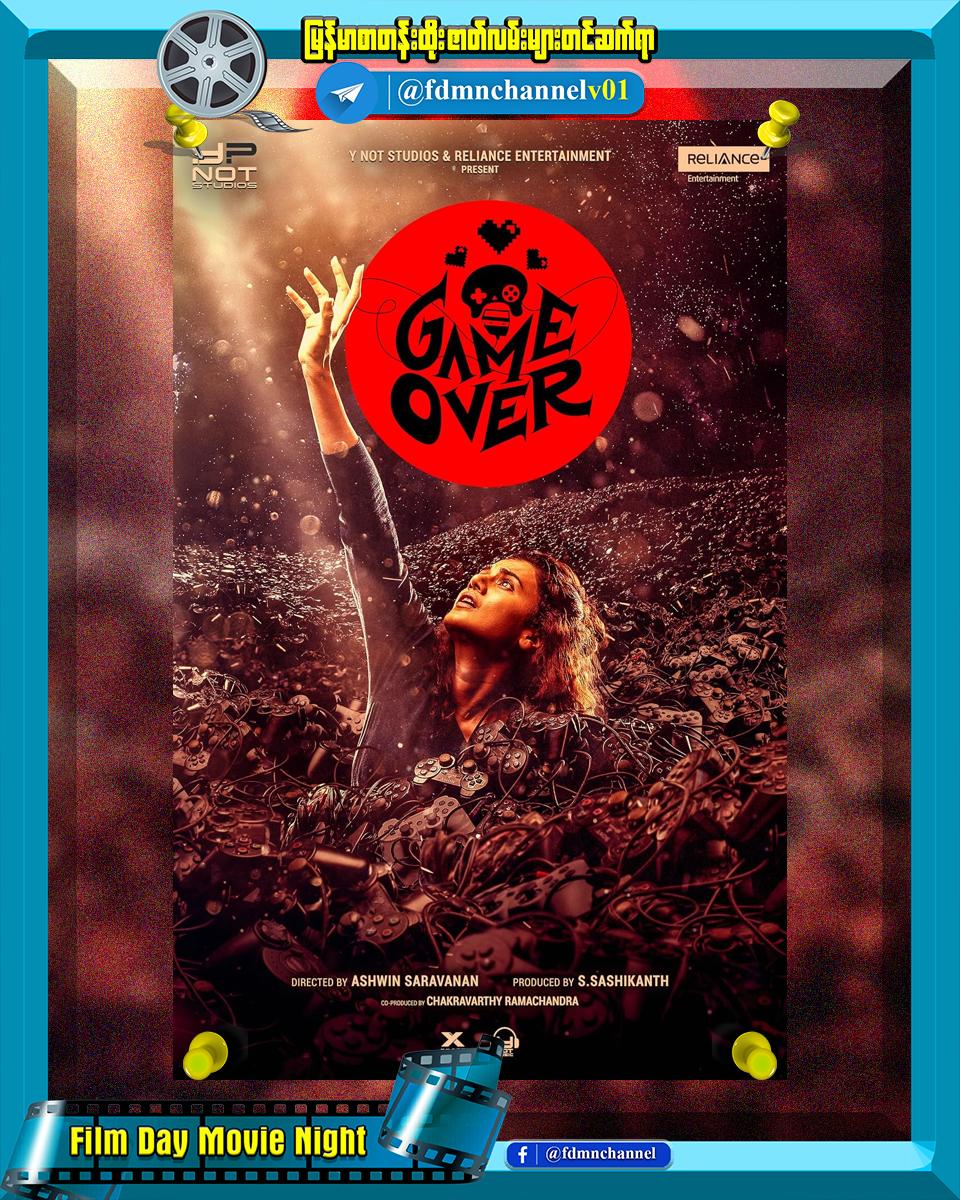 မြန်မာစာတန်းထိုး ဇာတ်လမ်းများတင်ဆက်ရာ
@fdmnchannelv01
YP
NOT
STUDIOS
Y NOT STUDIOS & RELIANCE ENTERTAINMENT
PRESENT
RELIANCE
Entertainment
GAME
OVER
DIRECTED BY ASHWIN SARAVANAN PRODUCED BY S.SASHIKANTH
CO-PRODUCED BY CHAKRAVARTHY RAMACHANDRA
Film Day Movie Night
f @fdmnchannel